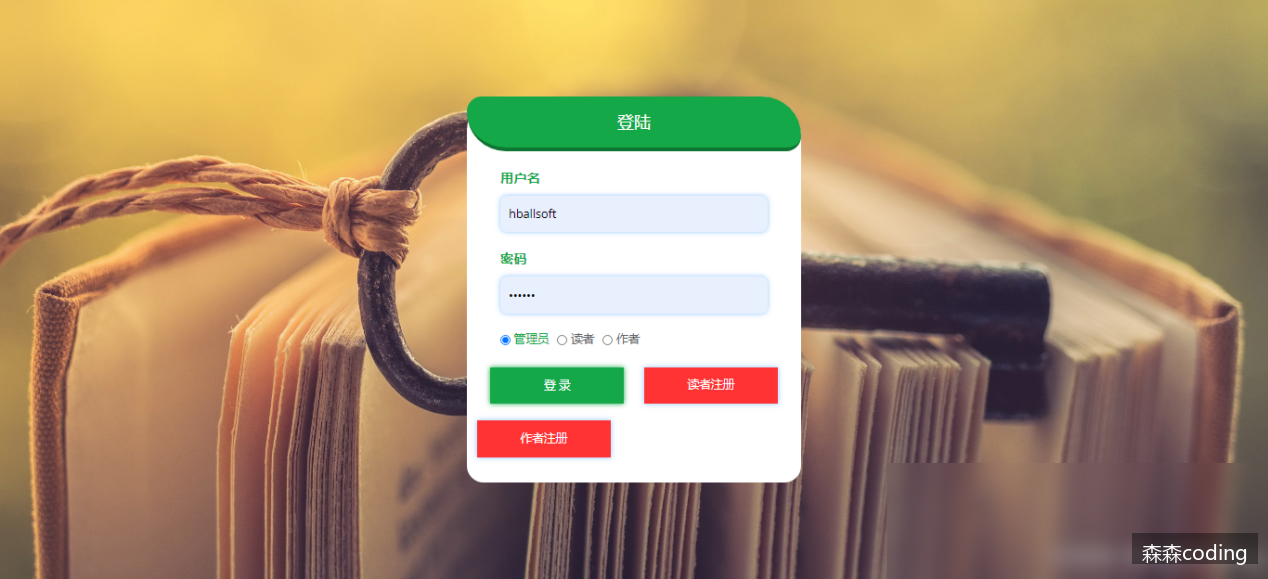 登陆
用户名
hballsoft
密码
••••••
管理员 读者 作者
登 录 读者注册
作者注册
森森coding